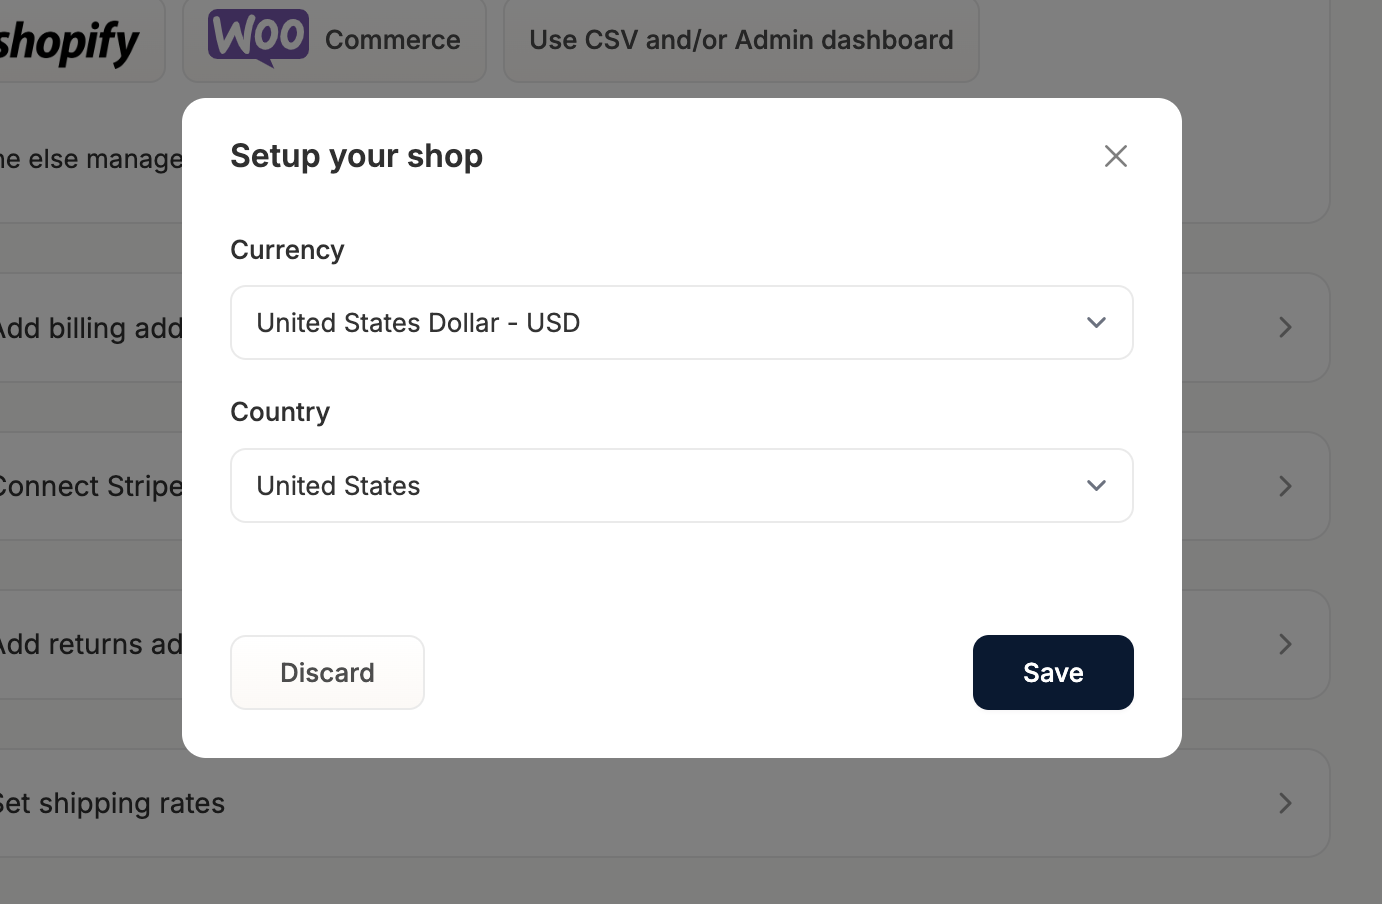 shopify
Woo Commerce
Use CSV and/or Admin dashboard
else manage
Setup your shop
Currency
United States Dollar - USD
Country
United States
Add billing add
Connect Stripe
Add returns ad
Discard
Save
Set shipping rates